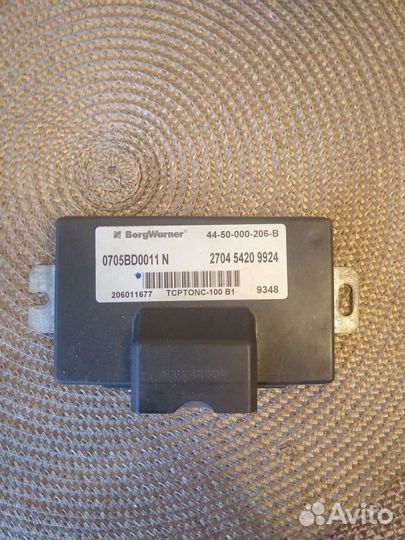 BorgWarner 44-50-000-206-B
0705BD0011 N 2704 5420 9924
206011677 TCPTONC-100 B1 9348
Avito